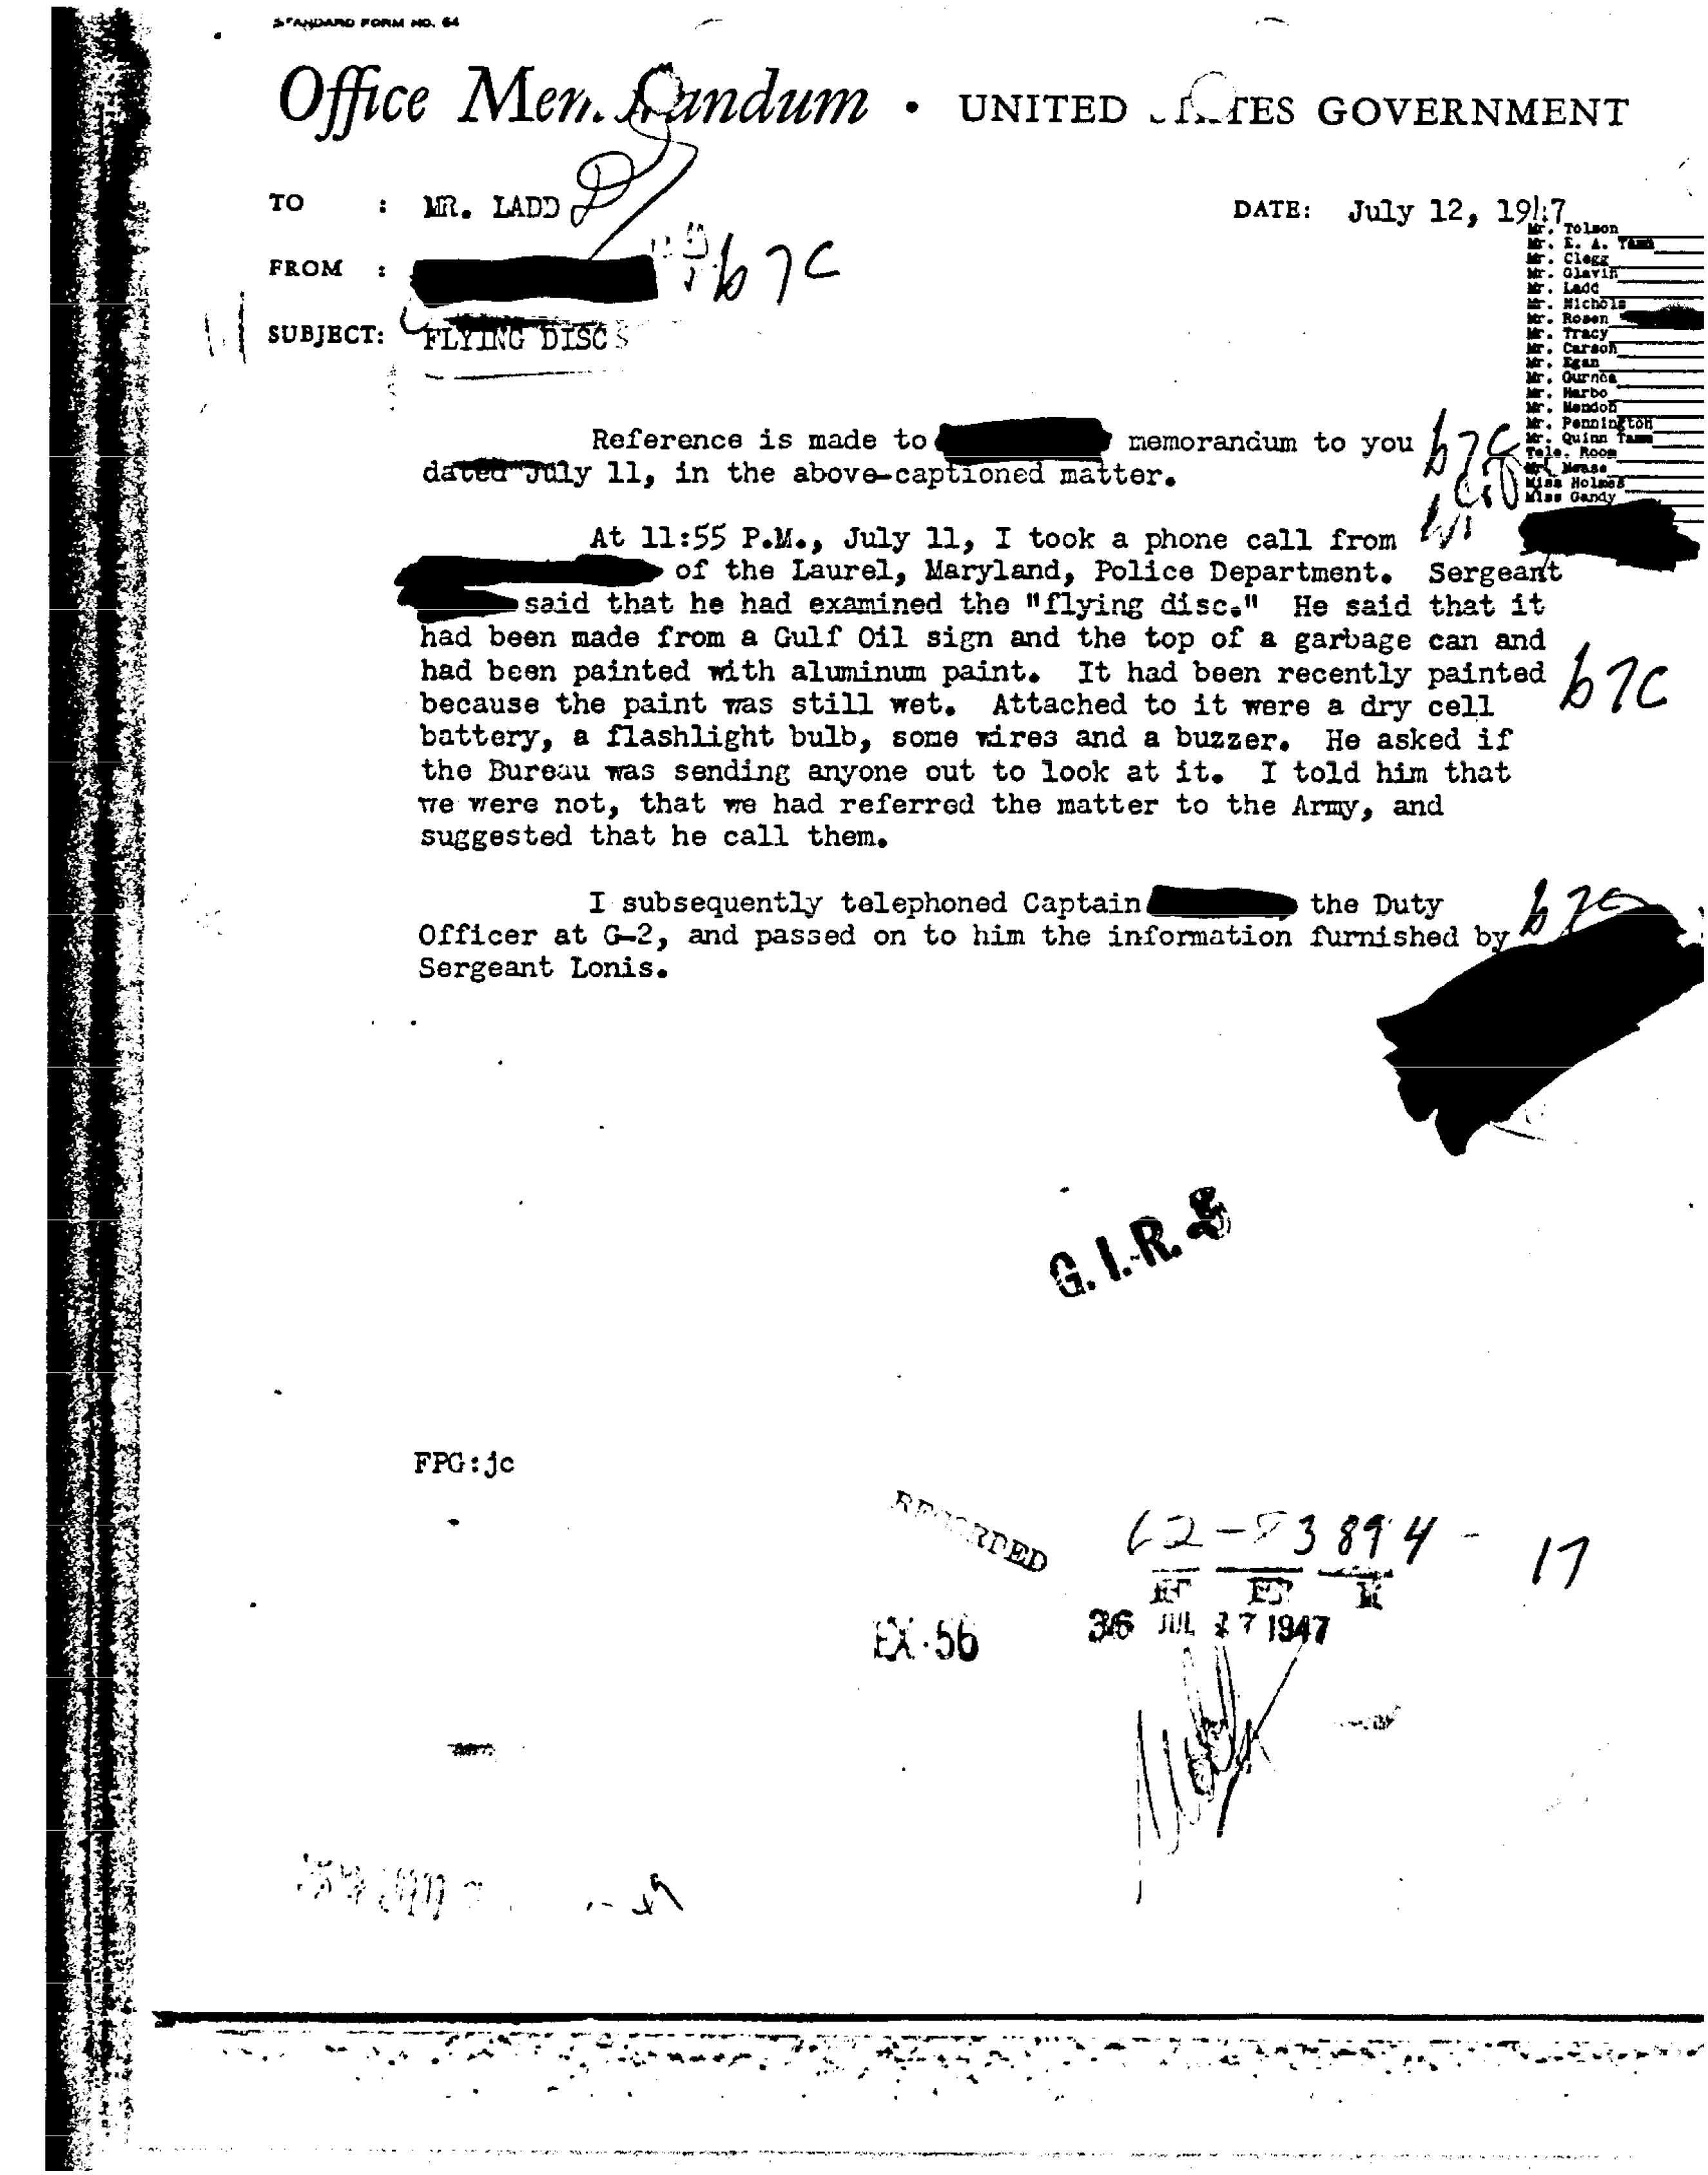 STANDARD FORM NO. 64
Office Memorandum • UNITED STATES GOVERNMENT
TO : MR. LADD
DATE: July 12, 1947
FROM :
b7C
SUBJECT: FLYING DISCS
Mr. Tolson
Mr. E. A. Tamm
Mr. Clegg
Mr. Glavin
Mr. Ladd
Mr. Nichols
Mr. Rosen
Mr. Tracy
Mr. Carson
Mr. Egan
Mr. Gurnea
Mr. Harbo
Mr. Hendon
Mr. Pennington
Mr. Quinn Tamm
Tele. Room
Mr. Nease
Miss Holmes
Miss Gandy
Reference is made to memorandum to you
b7C
dated July 11, in the above-captioned matter.
At 11:55 P.M., July 11, I took a phone call from
of the Laurel, Maryland, Police Department. Sergeant
said that he had examined the "flying disc." He said that it
had been made from a Gulf Oil sign and the top of a garbage can and
had been painted with aluminum paint. It had been recently painted
b7C
because the paint was still wet. Attached to it were a dry cell
battery, a flashlight bulb, some wires and a buzzer. He asked if
the Bureau was sending anyone out to look at it. I told him that
we were not, that we had referred the matter to the Army, and
suggested that he call them.
I subsequently telephoned Captain the Duty
b7C
Officer at G-2, and passed on to him the information furnished by
Sergeant Lonis.
G.I.R.
FPG:jc
RECORDED
62-83894-17
EX-56
36 JUL 17 1947